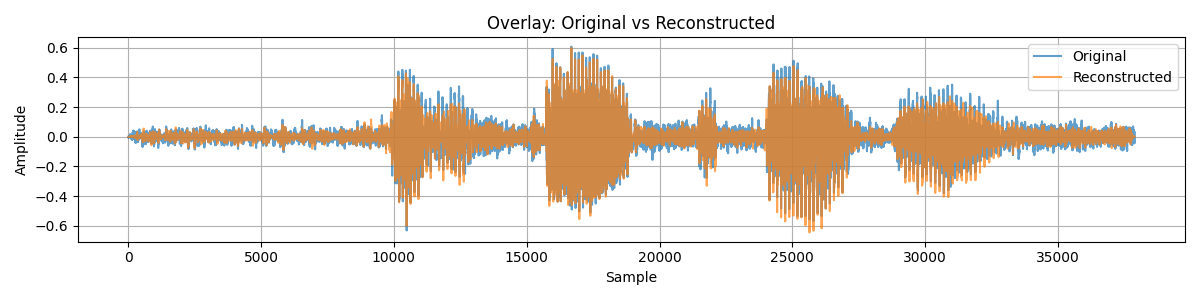 Overlay: Original vs Reconstructed
Original
Reconstructed
Amplitude
0.6
0.4
0.2
0.0
−0.2
−0.4
−0.6
0 5000 10000 15000 20000 25000 30000 35000
Sample